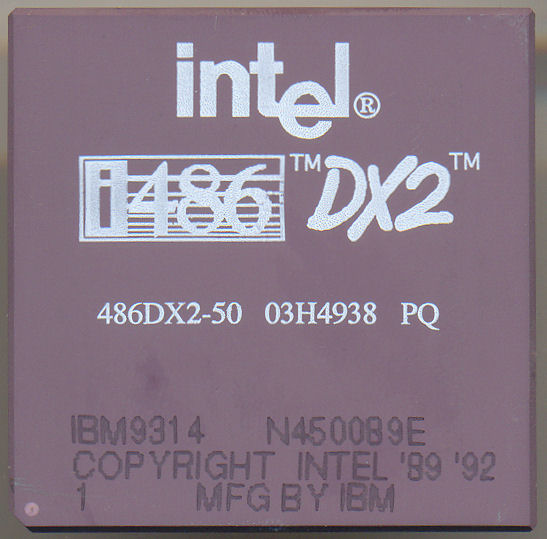 intel®
i486™ DX2™
486DX2-50 03H4938 PQ
IBM9314 N450089E
COPYRIGHT INTEL '89 '92
1 MFG BY IBM